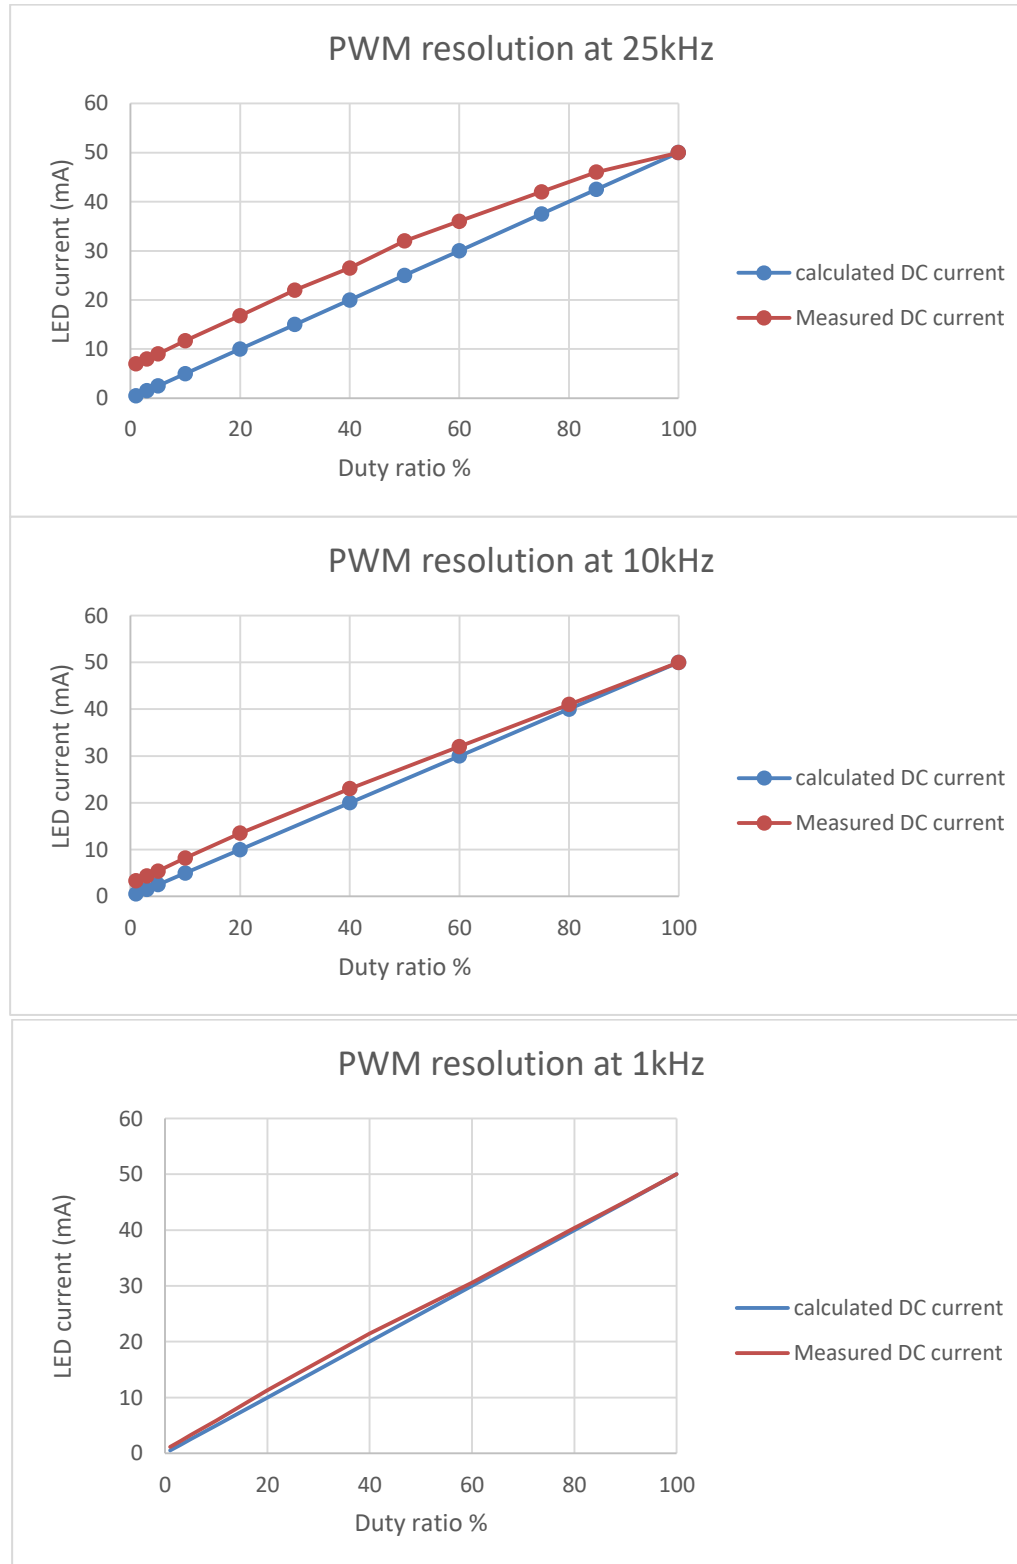 PWM resolution at 25kHz
60
50
40
30
20
10
0
0 20 40 60 80 100
LED current (mA)
Duty ratio %
calculated DC current
Measured DC current
PWM resolution at 10kHz
60
50
40
30
20
10
0
0 20 40 60 80 100
LED current (mA)
Duty ratio %
calculated DC current
Measured DC current
PWM resolution at 1kHz
60
50
40
30
20
10
0
0 20 40 60 80 100
LED current (mA)
Duty ratio %
calculated DC current
Measured DC current